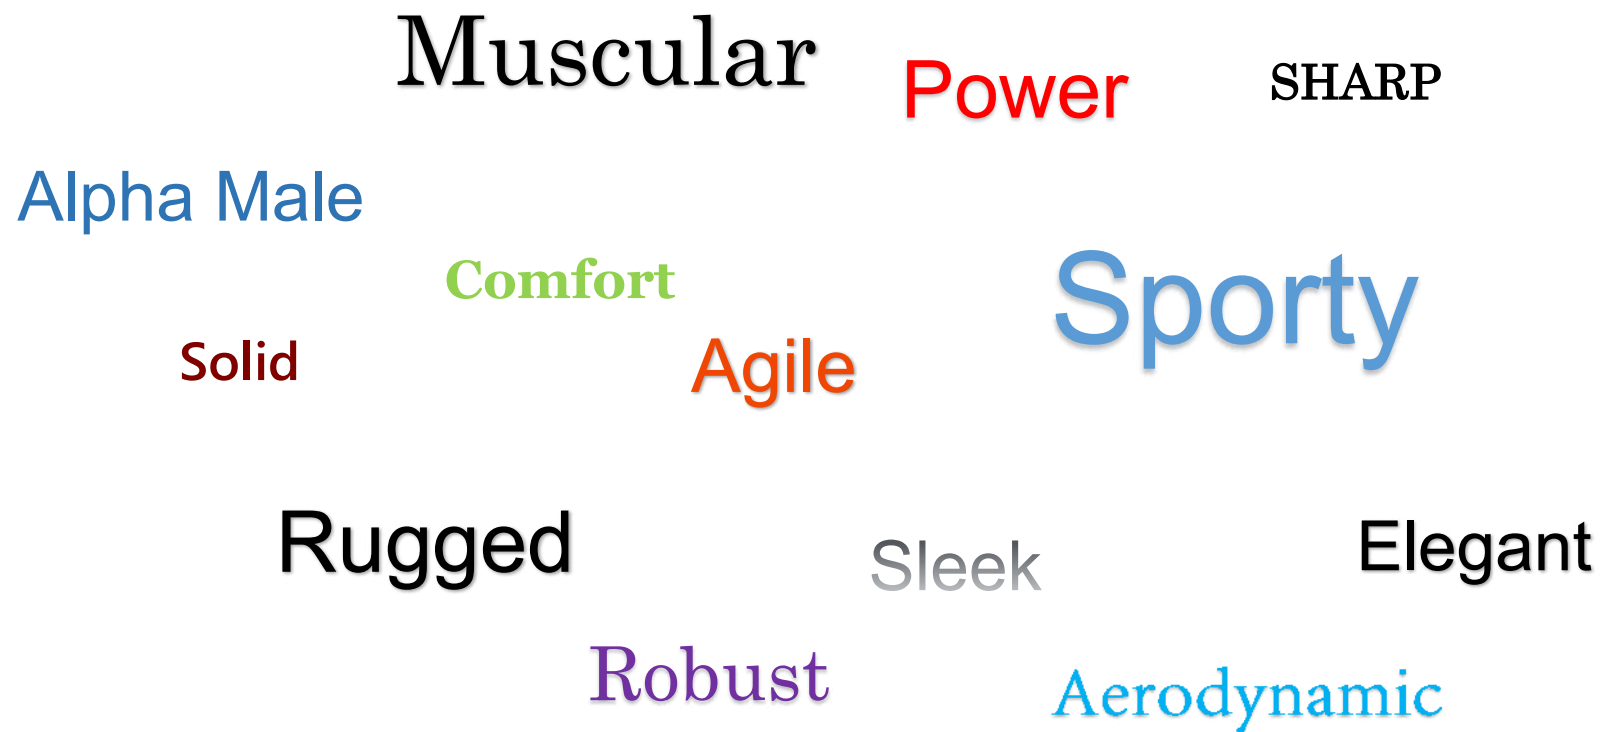 Muscular
Power
SHARP
Alpha Male
Comfort
Sporty
Solid
Agile
Rugged
Sleek
Elegant
Robust
Aerodynamic